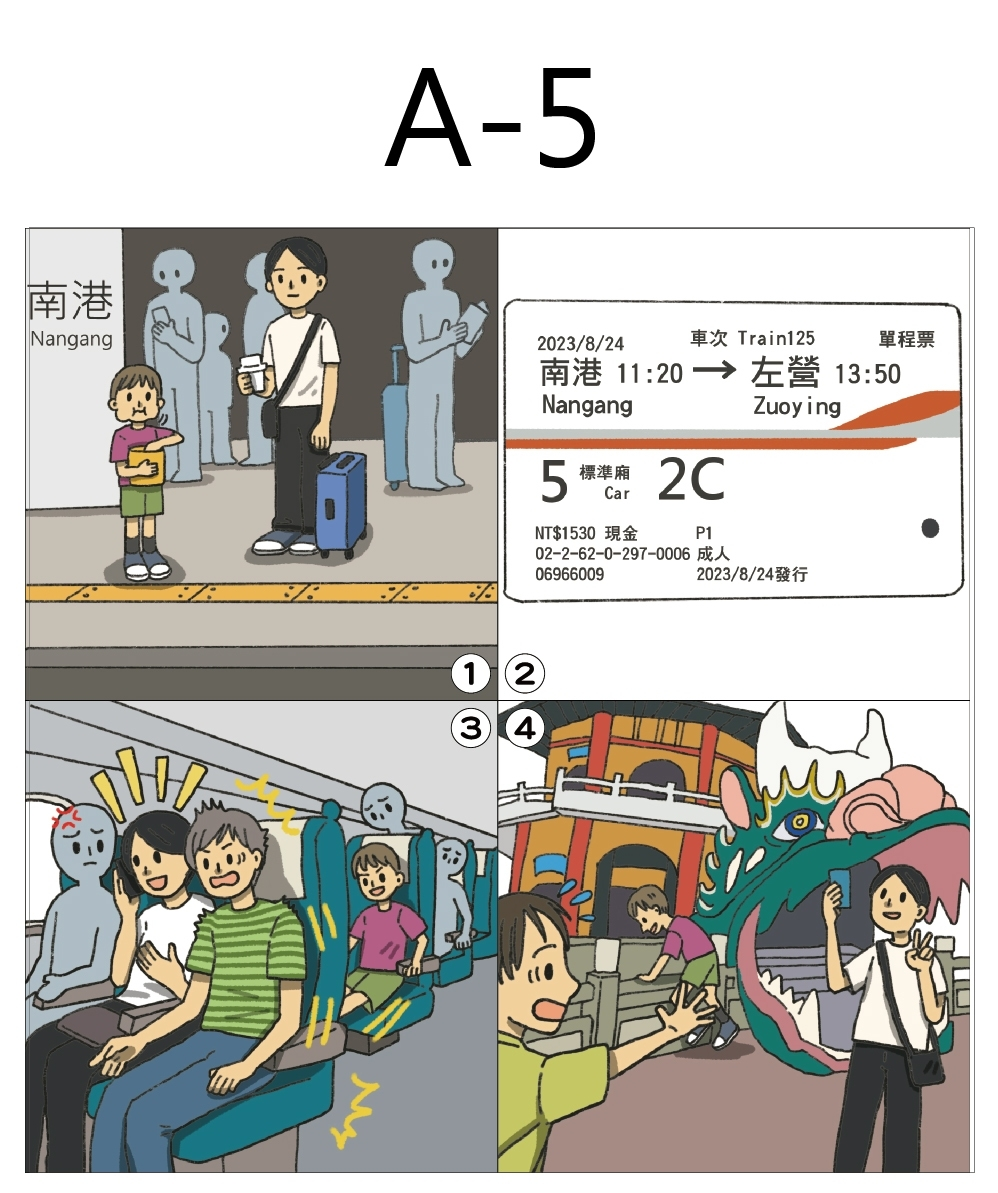 A-5
南港
Nangang
①
②
2023/8/24 車次 Train125 單程票
南港 11:20 → 左營 13:50
Nangang Zuoying
5 標準廂 Car 2C
NT$1530 現金 P1
02-2-62-0-297-0006 成人
06966009 2023/8/24發行
③
④